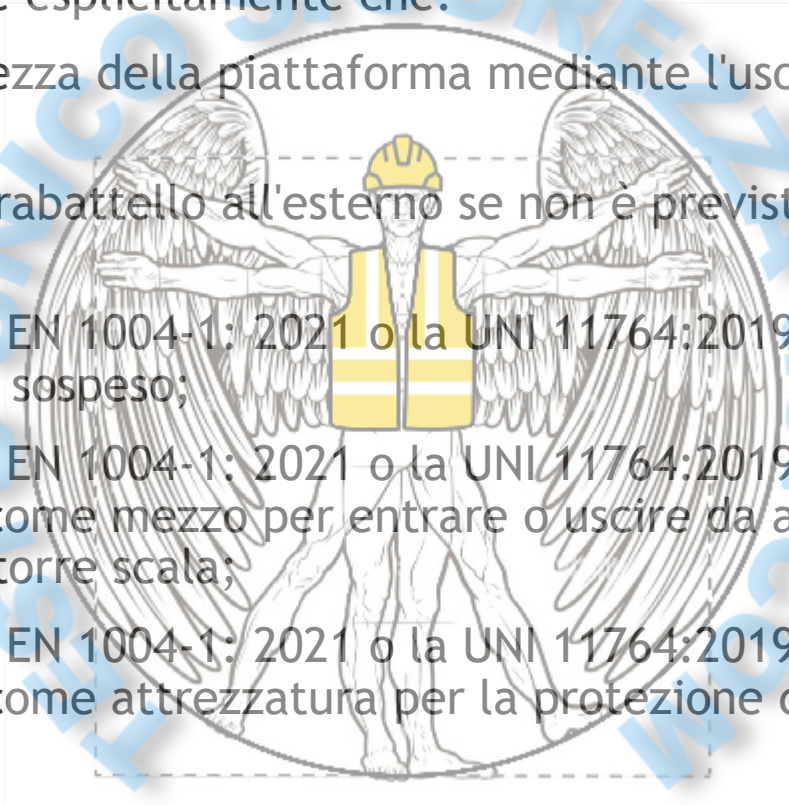 esplicitamente che:
ezza della piattaforma mediante l'uso
rabattello all'esterno se non è previst
EN 1004-1: 2021 o la UNI 11764:2019
sospeso;
EN 1004-1: 2021 o la UNI 11764:2019
come mezzo per entrare o uscire da a
torre scala;
EN 1004-1: 2021 o la UNI 11764:2019
come attrezzatura per la protezione